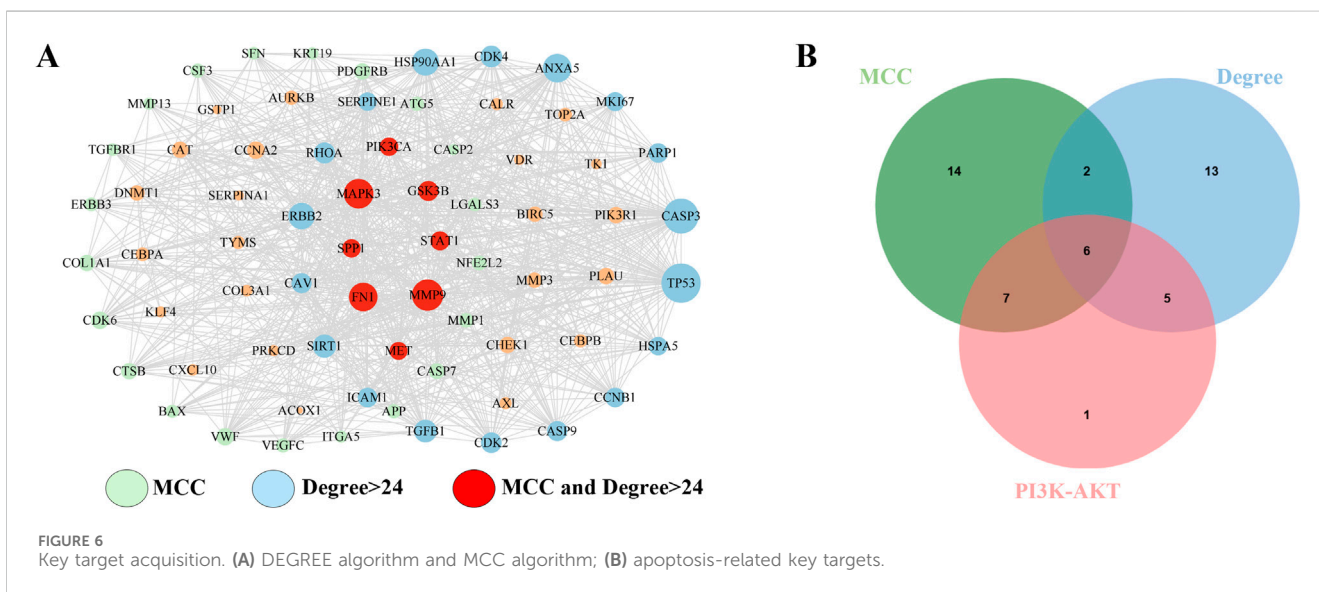 A
B
SFN
KRT19
CSF3
PDGFRB
HSP90AA1
CDK4
ANXA5
MMP13
GSTP1
AURKB
SERPINE1
ATG5
CALR
TOP2A
MKI67
TGFBR1
CAT
CCNA2
RHOA
PIK3CA
CASP2
VDR
TK1
PARP1
ERBB3
DNMT1
SERPINA1
MAPK3
GSK3B
LGALS3
BIRC5
PIK3R1
CASP3
ERBB2
COL1A1
CEBPA
TYMS
SPP1
STAT1
NFE2L2
MMP3
PLAU
TP53
CDK6
KLF4
COL3A1
CAV1
FN1
MMP9
MMP1
CTSB
CXCL10
PRKCD
SIRT1
MET
CASP7
CHEK1
CEBPB
HSPA5
BAX
ACOX1
ICAM1
APP
AXL
CCNB1
VWF
VEGFC
ITGA5
TGFB1
CDK2
CASP9
MCC
Degree>24
MCC and Degree>24
MCC
Degree
14
2
13
6
7
5
1
PI3K-AKT
FIGURE 6
Key target acquisition. (A) DEGREE algorithm and MCC algorithm; (B) apoptosis-related key targets.